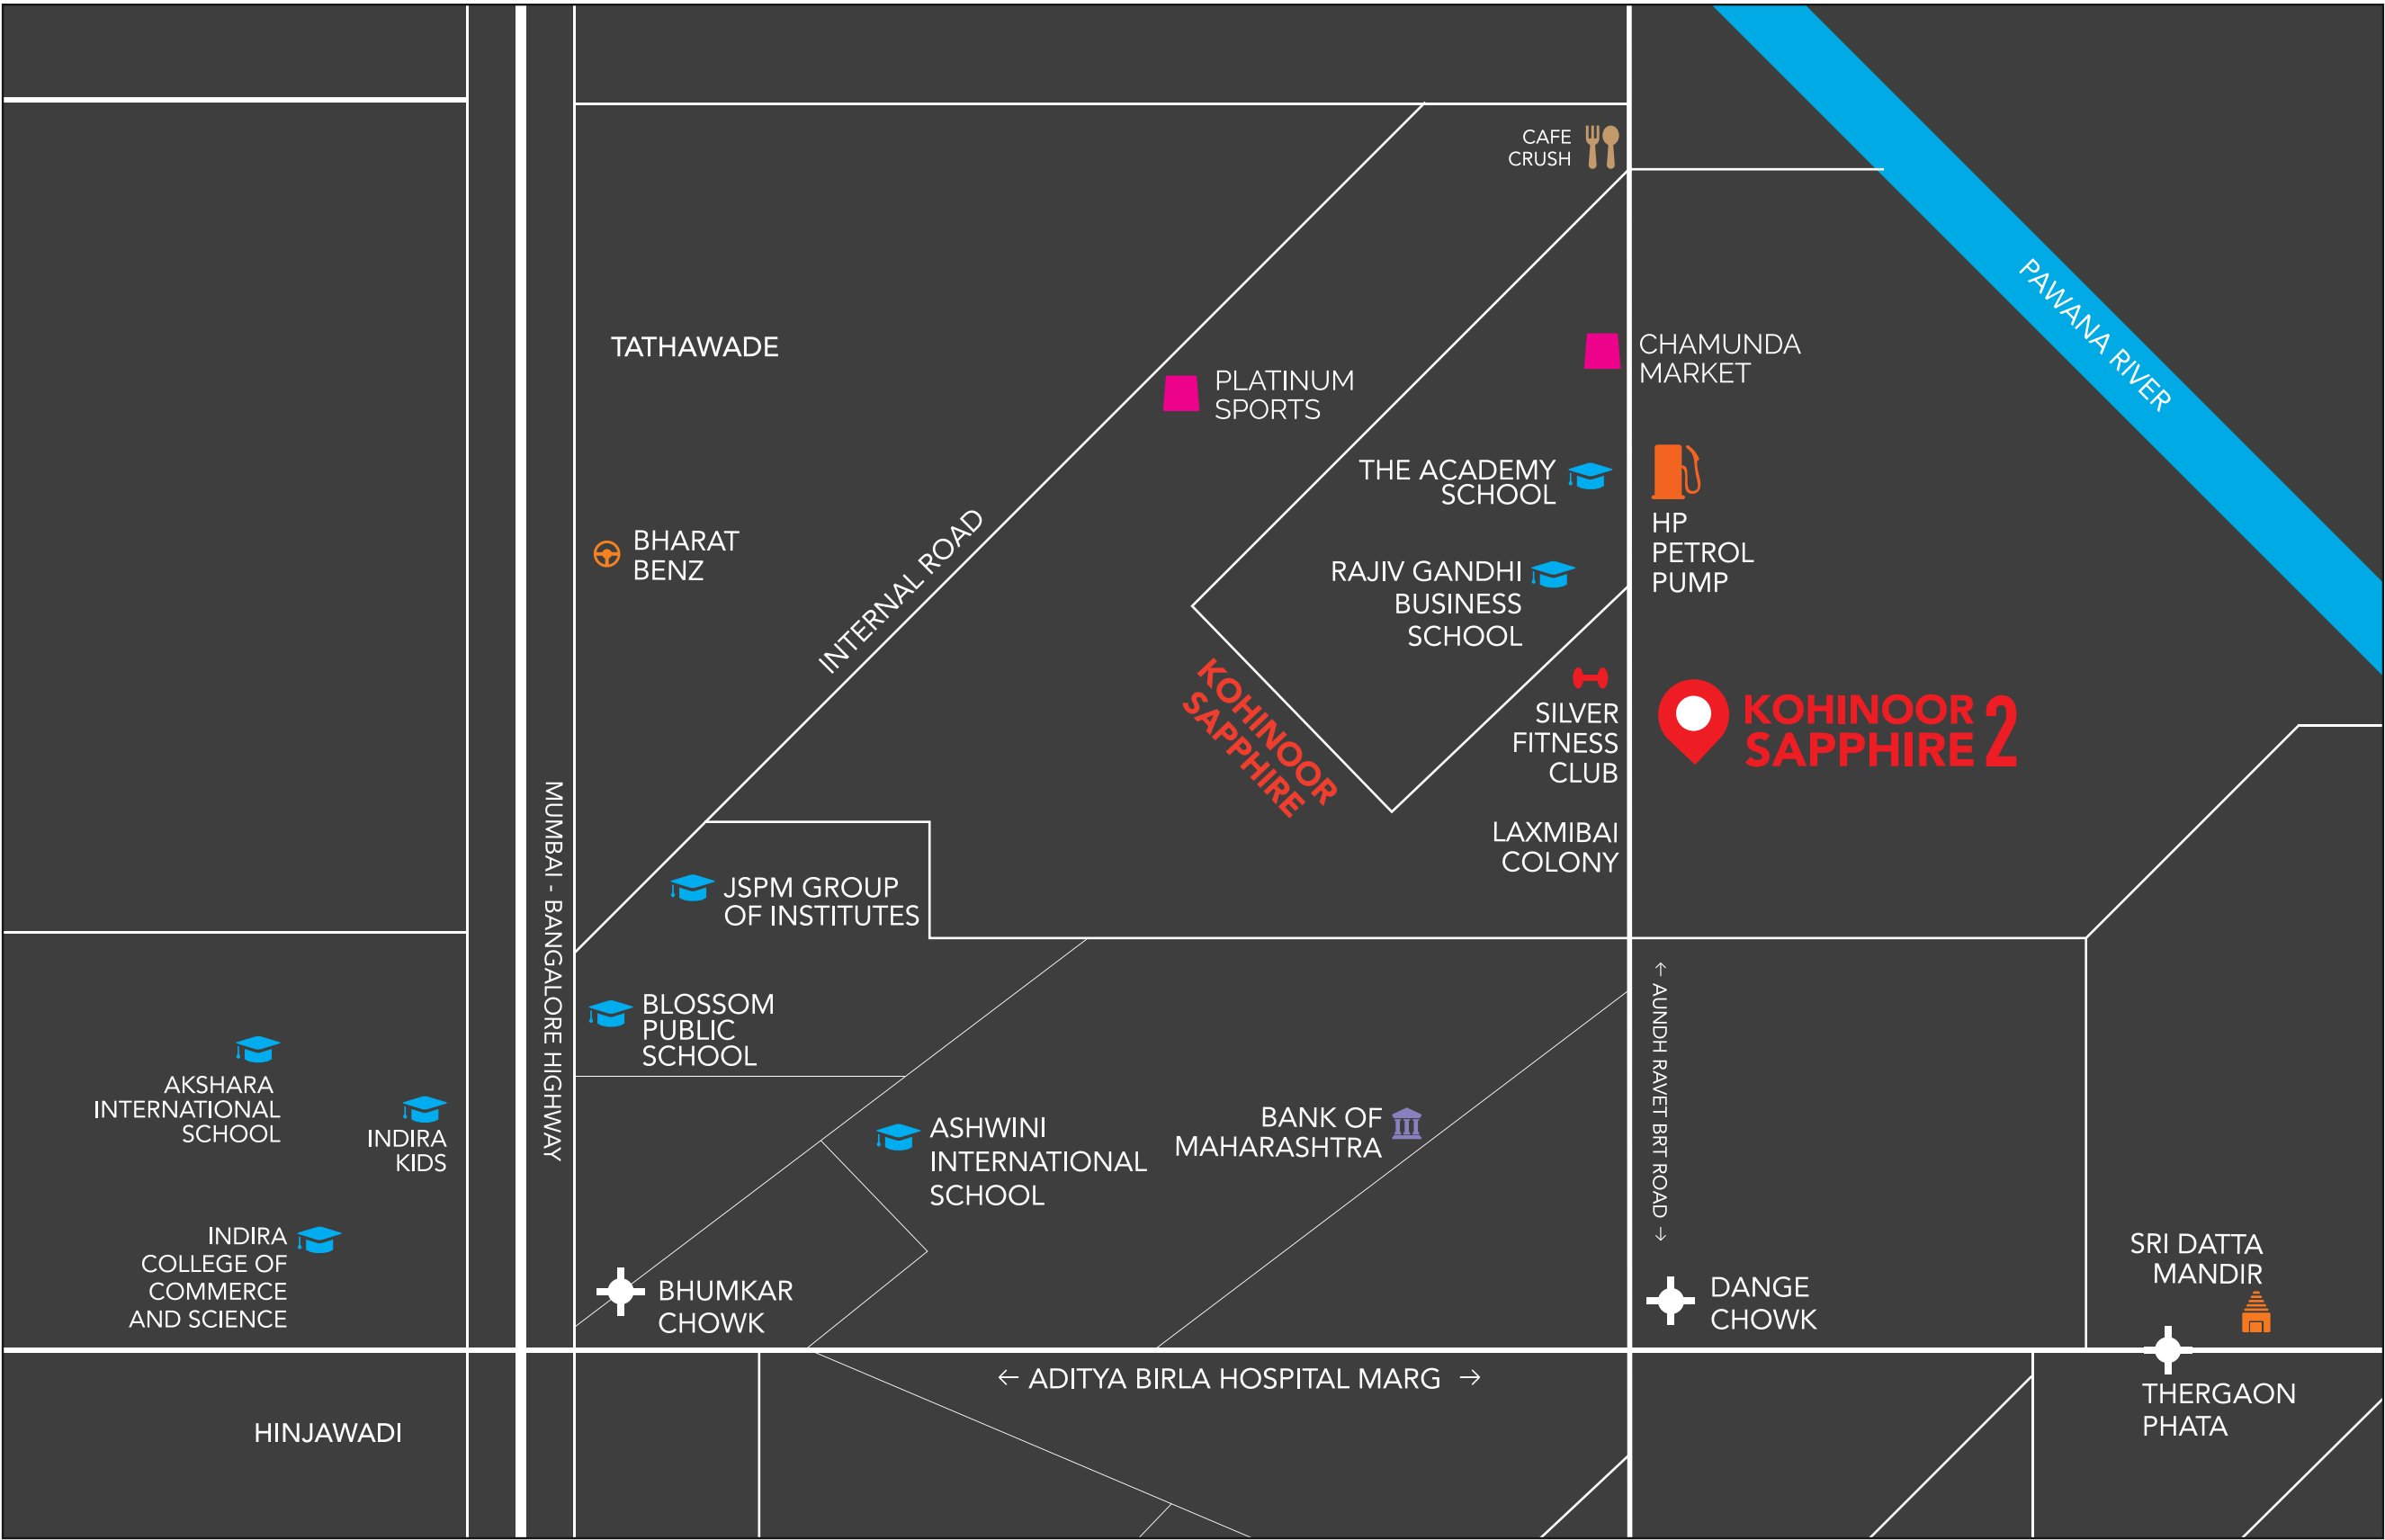 CAFE
CRUSH
PAWANA RIVER
TATHAWADE
CHAMUNDA
MARKET
PLATINUM
SPORTS
THE ACADEMY
SCHOOL
HP
PETROL
PUMP
BHARAT
BENZ
INTERNAL ROAD
RAJIV GANDHI
BUSINESS
SCHOOL
KOHINOOR
SAPPHIRE
SILVER
FITNESS
CLUB
KOHINOOR
SAPPHIRE 2
LAXMIBAI
COLONY
MUMBAI - BANGALORE HIGHWAY
JSPM GROUP
OF INSTITUTES
BLOSSOM
PUBLIC
SCHOOL
← AUNDH RAVET BRT ROAD →
AKSHARA
INTERNATIONAL
SCHOOL
INDIRA
KIDS
ASHWINI
INTERNATIONAL
SCHOOL
BANK OF
MAHARASHTRA
INDIRA
COLLEGE OF
COMMERCE
AND SCIENCE
BHUMKAR
CHOWK
DANGE
CHOWK
SRI DATTA
MANDIR
← ADITYA BIRLA HOSPITAL MARG →
THERGAON
PHATA
HINJAWADI